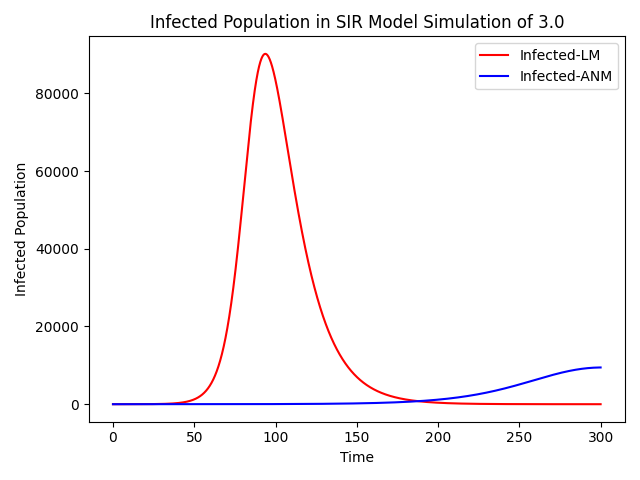 Infected Population in SIR Model Simulation of 3.0
Infected-LM
Infected-ANM
Infected Population
80000
60000
40000
20000
0
0 50 100 150 200 250 300
Time